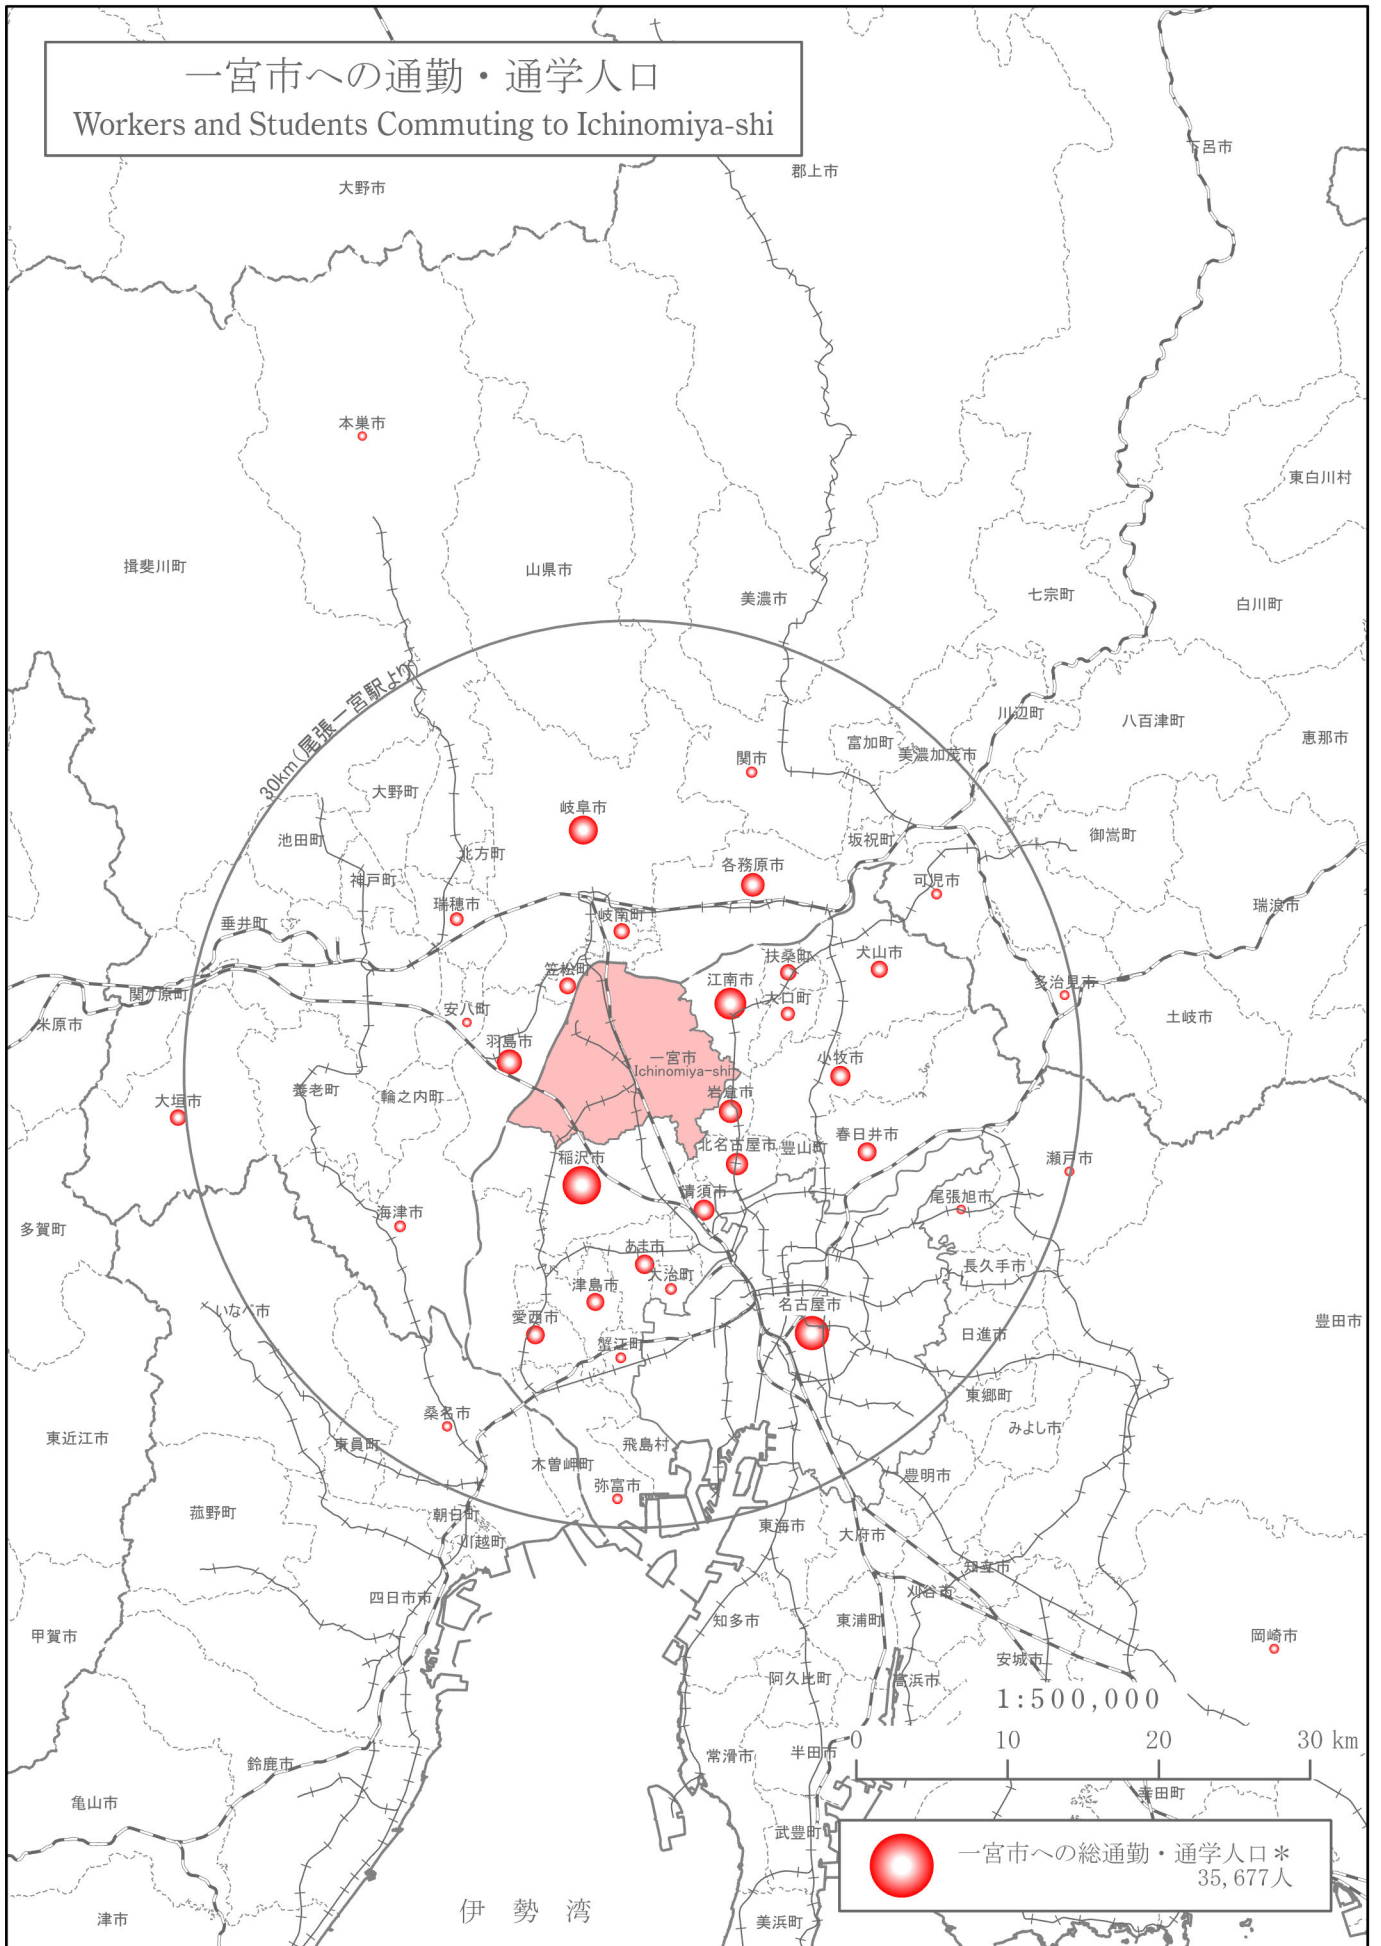 一宮市への通勤・通学人口
Workers and Students Commuting to Ichinomiya-shi
下呂市
郡上市
大野市
本巣市
東白川村
揖斐川町
山県市
美濃市
七宗町
白川町
30km(尾張一宮駅より
川辺町
八百津町
富加町
美濃加茂市
恵那市
関市
大野町
岐阜市
池田町
北方町
坂祝町
御嵩町
各務原市
神戸町
可児市
瑞穂市
瑞浪市
垂井町
岐南町
扶桑町
犬山市
笠松町
江南市
多治見市
関ケ原町
大口町
安八町
米原市
土岐市
羽島市
一宮市
Ichinomiya-shi
小牧市
養老町
輪之内町
大垣市
岩倉市
春日井市
北名古屋市
豊山町
稲沢市
瀬戸市
清須市
尾張旭市
海津市
多賀町
あま市
長久手市
大治町
津島市
いなべ市
名古屋市
愛西市
豊田市
日進市
蟹江町
東郷町
桑名市
みよし市
東近江市
東員町
飛島村
木曽岬町
豊明市
弥富市
菰野町
朝日町
東海市
大府市
川越町
知立市
四日市市
刈谷市
知多市
東浦町
甲賀市
岡崎市
安城市
阿久比町
高浜市
1:500,000
0 10 20 30 km
常滑市
半田市
鈴鹿市
幸田町
亀山市
武豊町
一宮市への総通勤・通学人口＊
35,677人
伊勢湾
津市
美浜町